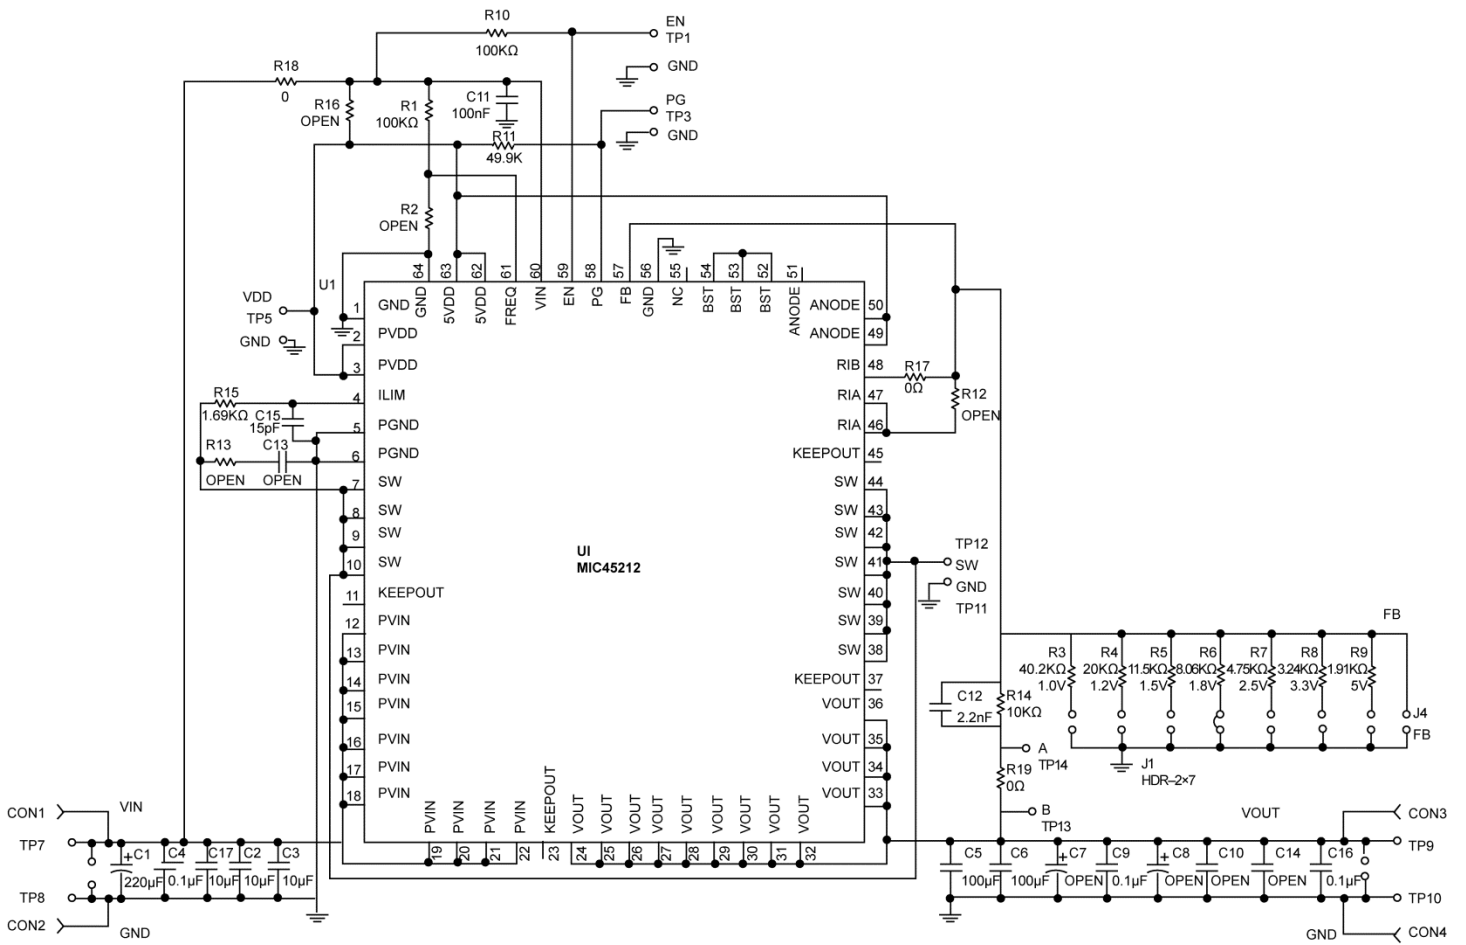 R10
100KΩ
EN
TP1
GND
R18
0
R16
OPEN
R1
100KΩ
C11
100nF
PG
TP3
GND
R11
49.9K
R2
OPEN
U1
VDD
TP5
GND
64 63 62 61 60 59 58 57 56 55 54 53 52 51
GND 5VDD 5VDD FREQ VIN EN PG FB GND NC BST BST BST ANODE
1 GND
2 PVDD
3 PVDD
4 ILIM
5 PGND
6 PGND
7 SW
8 SW
9 SW
10 SW
11 KEEPOUT
12 PVIN
13 PVIN
14 PVIN
15 PVIN
16 PVIN
17 PVIN
18 PVIN
R15
1.69KΩ
C15
15pF
R13
OPEN
C13
OPEN
UI
MIC45212
ANODE 50
ANODE 49
RIB 48
RIA 47
RIA 46
KEEPOUT 45
SW 44
SW 43
SW 42
SW 41
SW 40
SW 39
SW 38
KEEPOUT 37
VOUT 36
VOUT 35
VOUT 34
VOUT 33
R17
0Ω
R12
OPEN
TP12
SW
GND
TP11
PVIN PVIN PVIN PVIN KEEPOUT VOUT VOUT VOUT VOUT VOUT VOUT VOUT VOUT VOUT
19 20 21 22 23 24 25 26 27 28 29 30 31 32
FB
R3
40.2KΩ
1.0V
R4
20KΩ
1.2V
R5
11.5KΩ
1.5V
R6
8.06KΩ
1.8V
R7
4.75KΩ
2.5V
R8
3.24KΩ
3.3V
R9
1.91KΩ
5V
J4
FB
J1
HDR–2×7
C12
2.2nF
R14
10KΩ
A
TP14
R19
0Ω
B
TP13
CON1
VIN
TP7
TP8
CON2
GND
C1
+
220µF
C4
0.1µF
C17
10µF
C2
10µF
C3
10µF
VOUT
CON3
TP9
TP10
CON4
GND
C5
100µF
C6
100µF
C7
+
OPEN
C9
0.1µF
C8
+
OPEN
C10
OPEN
C14
OPEN
C16
0.1µF